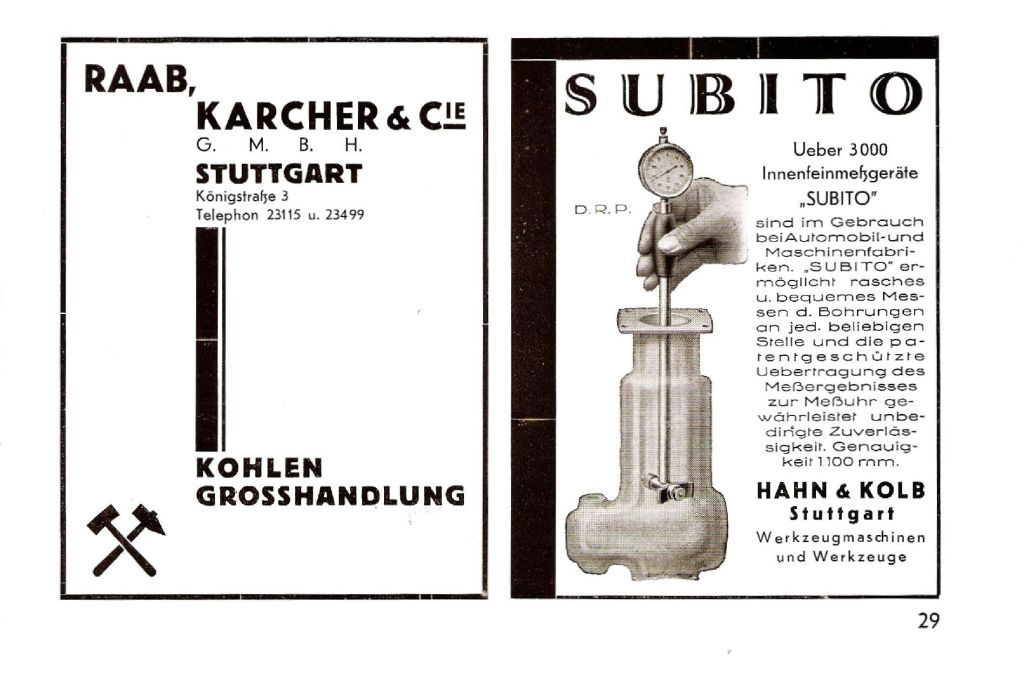 RAAB,
KARCHER & CIE
G. M. B. H.
STUTTGART
Königstraße 3
Telephon 23115 u. 23499
KOHLEN
GROSSHANDLUNG
SUBITO
D.R.P.
Ueber 3000
Innenfeinmeßgeräte
„SUBITO"
sind im Gebrauch
bei Automobil-und
Maschinenfabri-
ken. „SUBITO" er-
möglicht rasches
u. bequemes Mes-
sen d. Bohrungen
an jed. beliebigen
Stelle und die pa-
tentgeschützte
Uebertragung des
Meßergebnisses
zur Meßuhr ge-
währleistet unbe-
dingte Zuverläs-
sigkeit. Genauig-
keit 1100 mm.
HAHN & KOLB
Stuttgart
Werkzeugmaschinen
und Werkzeuge
29